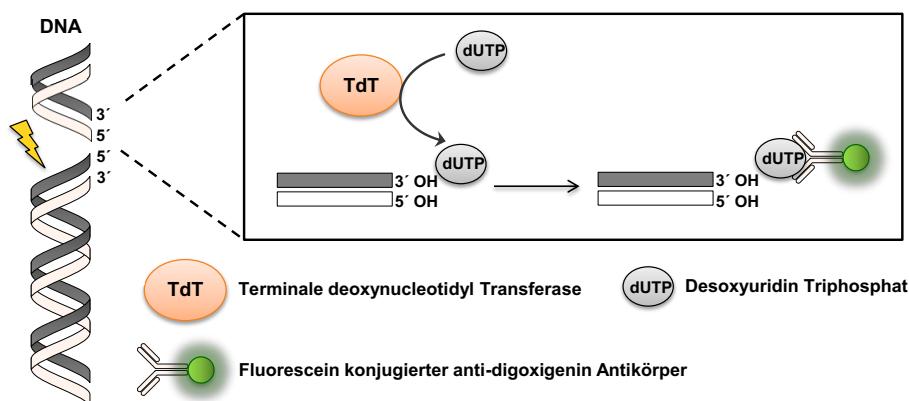 DNA
3´
5´
5´
3´
dUTP
TdT
dUTP
3´ OH
5´ OH
dUTP
3´ OH
5´ OH
TdT
Terminale deoxynucleotidyl Transferase
dUTP
Desoxyuridin Triphosphat
Fluorescein konjugierter anti-digoxigenin Antikörper